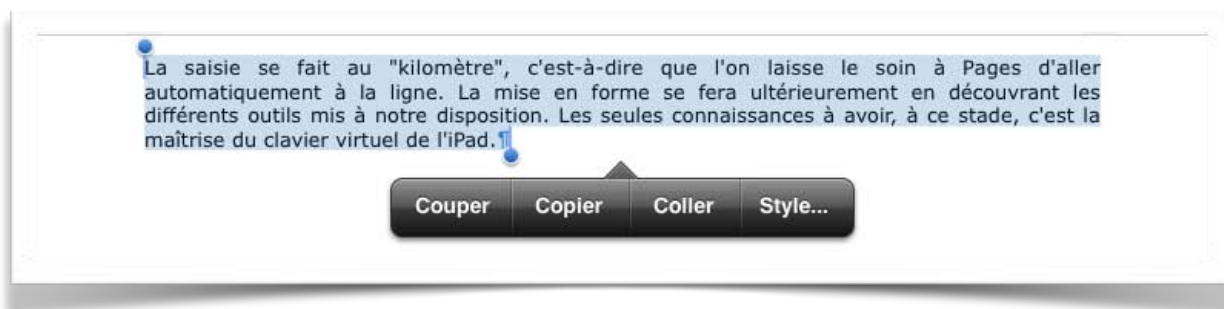 La saisie se fait au "kilomètre", c'est-à-dire que l'on laisse le soin à Pages d'aller
automatiquement à la ligne. La mise en forme se fera ultérieurement en découvrant les
différents outils mis à notre disposition. Les seules connaissances à avoir, à ce stade, c'est la
maîtrise du clavier virtuel de l'iPad.¶
Couper Copier Coller Style...